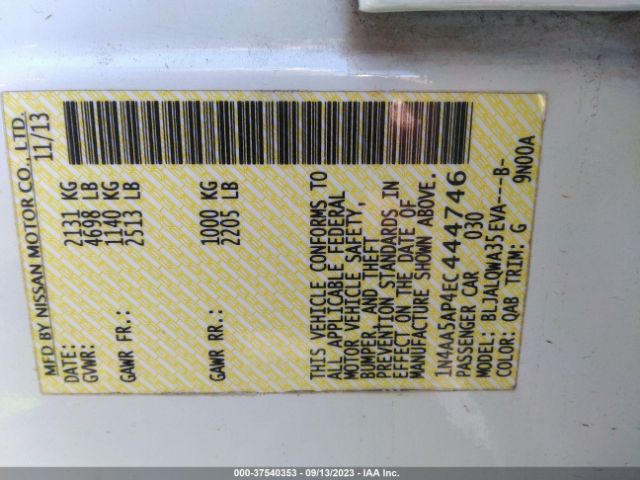 MFD BY NISSAN MOTOR CO., LTD.
DATE: 11/13
GVWR: 2131 KG
4698 LB
GAWR FR.: 1140 KG
2513 LB
GAWR RR.: 1000 KG
2205 LB
THIS VEHICLE CONFORMS TO
ALL APPLICABLE FEDERAL
MOTOR VEHICLE SAFETY,
BUMPER, AND THEFT
PREVENTION STANDARDS IN
EFFECT ON THE DATE OF
MANUFACTURE SHOWN ABOVE.
1N4AA5AP4EC444746
PASSENGER CAR 030
MODEL: BLJALQWA35EVA---B-
COLOR: QAB TRIM: G 9N00A
000-37540353 - 09/13/2023 - IAA Inc.